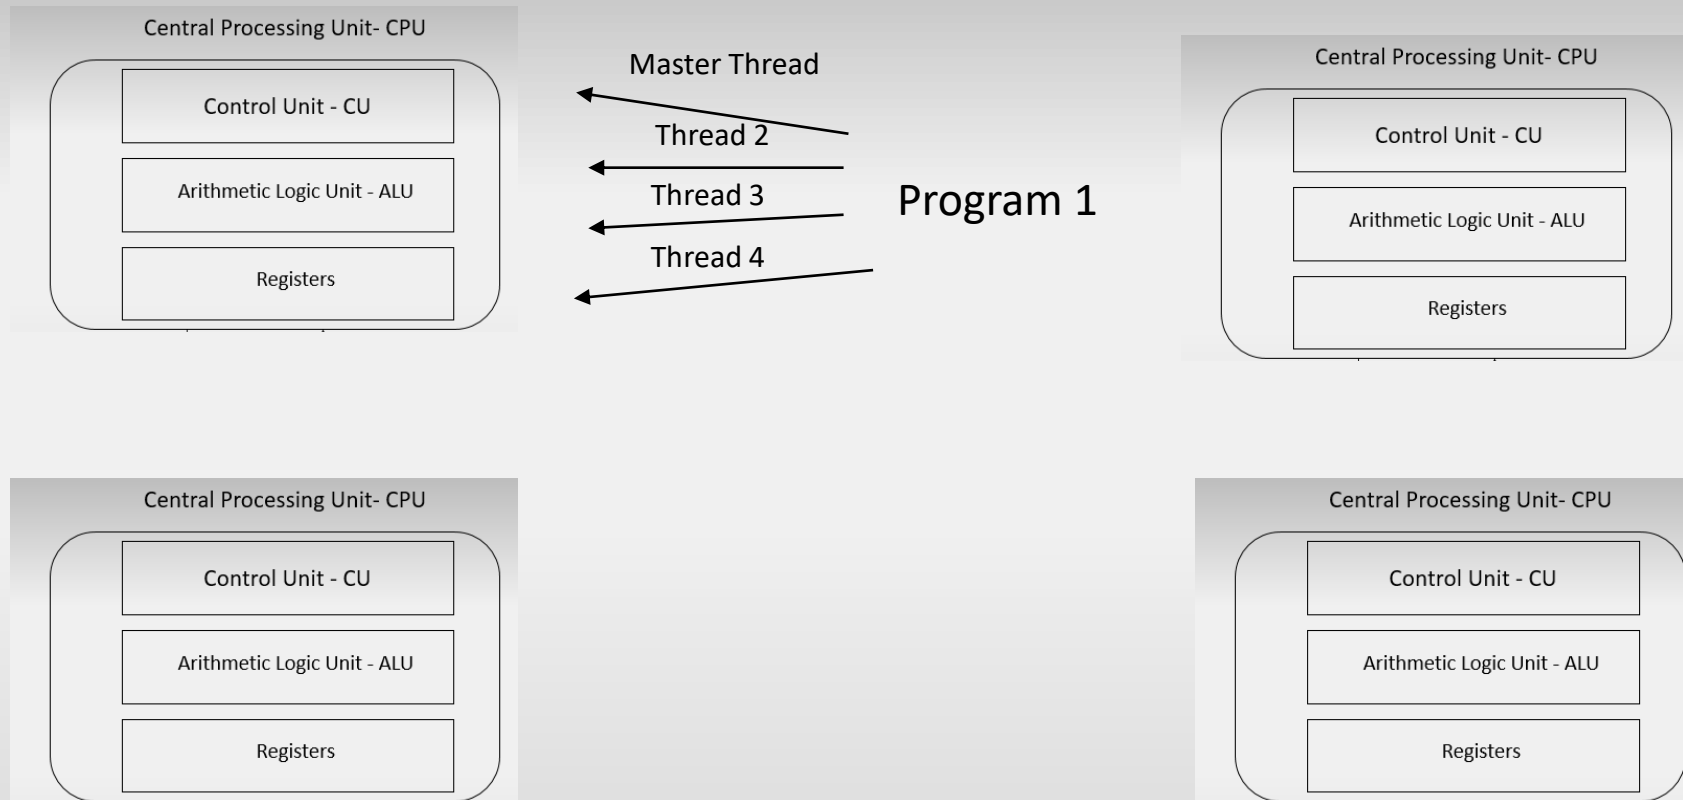 Central Processing Unit- CPU
Control Unit - CU
Arithmetic Logic Unit - ALU
Registers
Master Thread
Thread 2
Thread 3
Thread 4
Program 1
Central Processing Unit- CPU
Control Unit - CU
Arithmetic Logic Unit - ALU
Registers
Central Processing Unit- CPU
Control Unit - CU
Arithmetic Logic Unit - ALU
Registers
Central Processing Unit- CPU
Control Unit - CU
Arithmetic Logic Unit - ALU
Registers